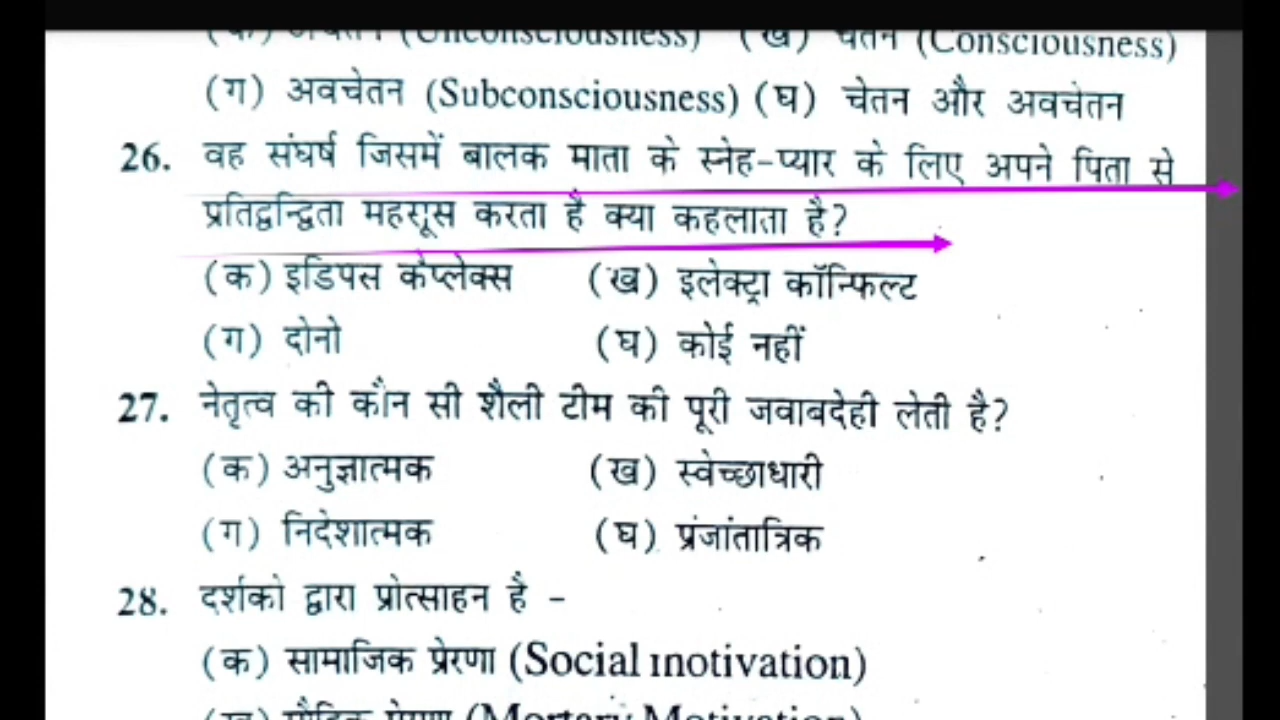 (ग) अवचेतन (Subconsciousness) (घ) चेतन और अवचेतन
26. वह संघर्ष जिसमें बालक माता के स्नेह-प्यार के लिए अपने पिता से
प्रतिद्वन्द्विता महसूस करता है क्या कहलाता है?
(क) इडिपस कंप्लेक्स (ख) इलेक्ट्रा कॉन्फिल्ट
(ग) दोनो (घ) कोई नहीं
27. नेतृत्व की कौन सी शैली टीम की पूरी जवाबदेही लेती है?
(क) अनुज्ञात्मक (ख) स्वेच्छाधारी
(ग) निदेशात्मक (घ) प्रंजांतात्रिक
28. दर्शको द्वारा प्रोत्साहन है -
(क) सामाजिक प्रेरणा (Social motivation)